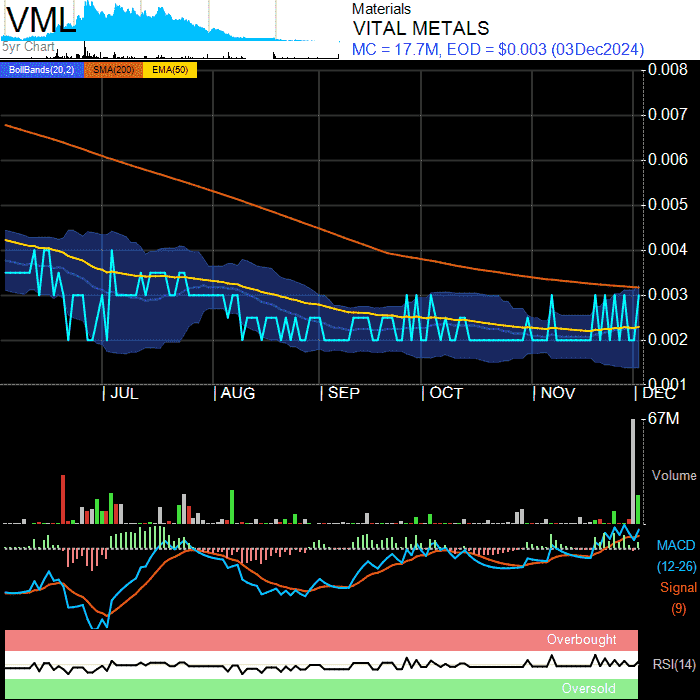 VML
5yr Chart
Materials
VITAL METALS
MC = 17.7M, EOD = $0.003 (03Dec2024)
BollBands(20,2) SMA(200) EMA(50)
0.008
0.007
0.006
0.005
0.004
0.003
0.002
0.001
JUL AUG SEP OCT NOV DEC
67M
Volume
MACD
(12-26)
Signal
(9)
Overbought
RSI(14)
Oversold